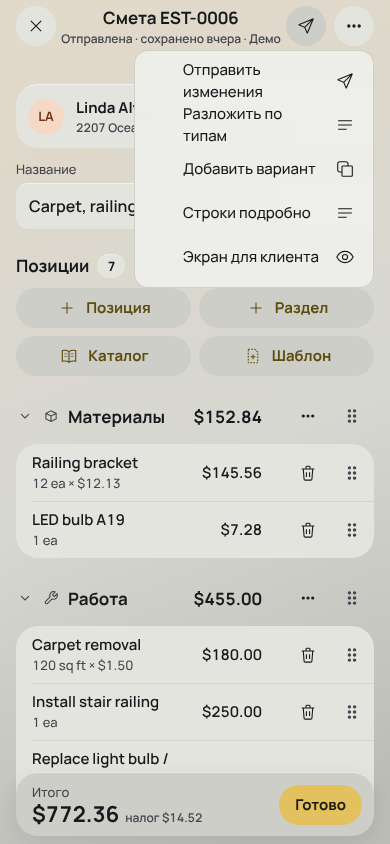 Смета EST-0006
Отправлена · сохранено вчера · Демо
Отправить
изменения
Разложить по
типам
Добавить вариант
Строки подробно
Экран для клиента
LA
Linda
2207
Название
Carpet, railing
Позиции 7
+ Позиция
+ Раздел
Каталог
Шаблон
Материалы $152.84
Railing bracket $145.56
12 ea × $12.13
LED bulb A19 $7.28
1 ea
Работа $455.00
Carpet removal $180.00
120 sq ft × $1.50
Install stair railing $250.00
1 ea
Replace light bulb /
Итого
$772.36 налог $14.52
Готово